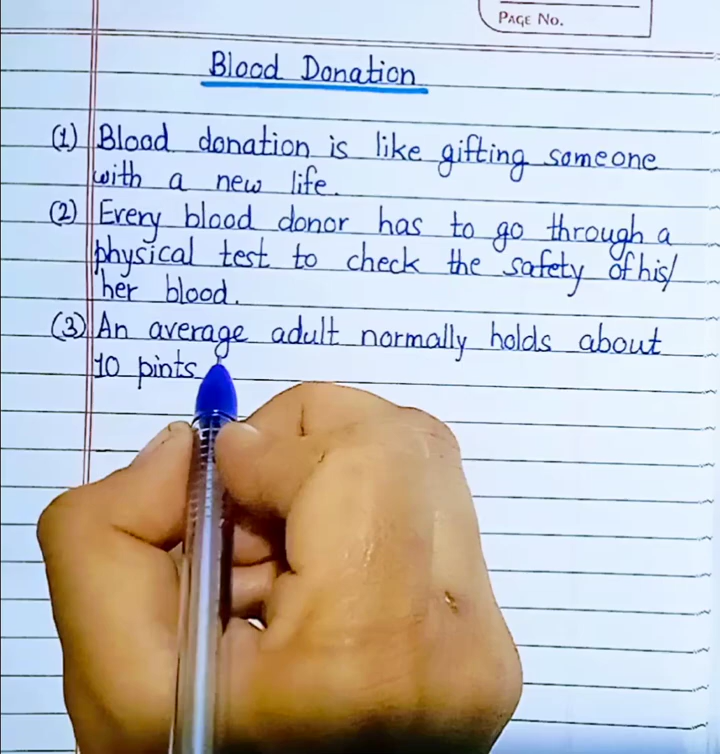 PAGE NO.
Blood Donation
(1) Blood donation is like gifting someone
with a new life.
(2) Every blood donor has to go through a
physical test to check the safety of his/
her blood.
(3) An average adult normally holds about
10 pints